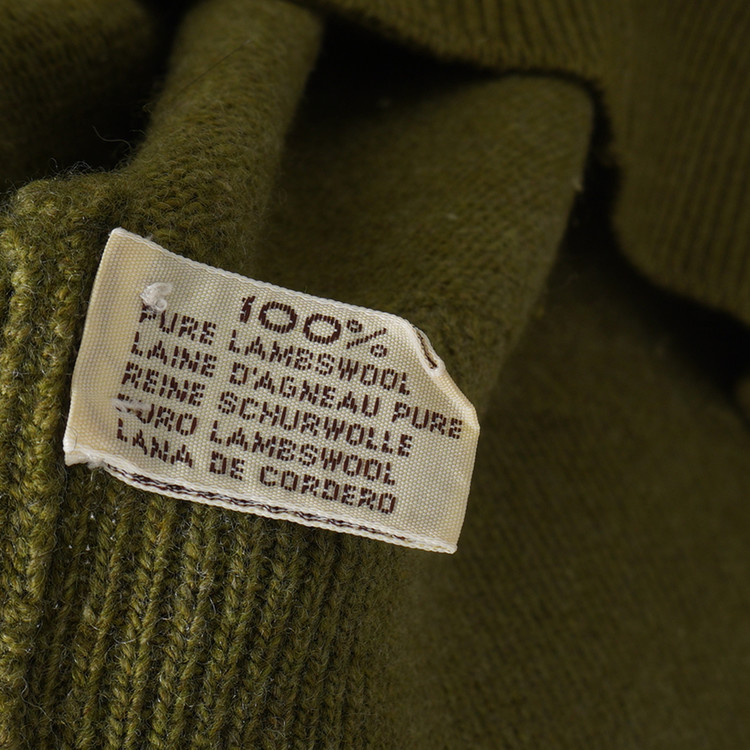 100%
PURE LAMBSWOOL
LAINE D'AGNEAU PURE
REINE SCHURWOLLE
PURO LAMBSWOOL
LANA DE CORDERO